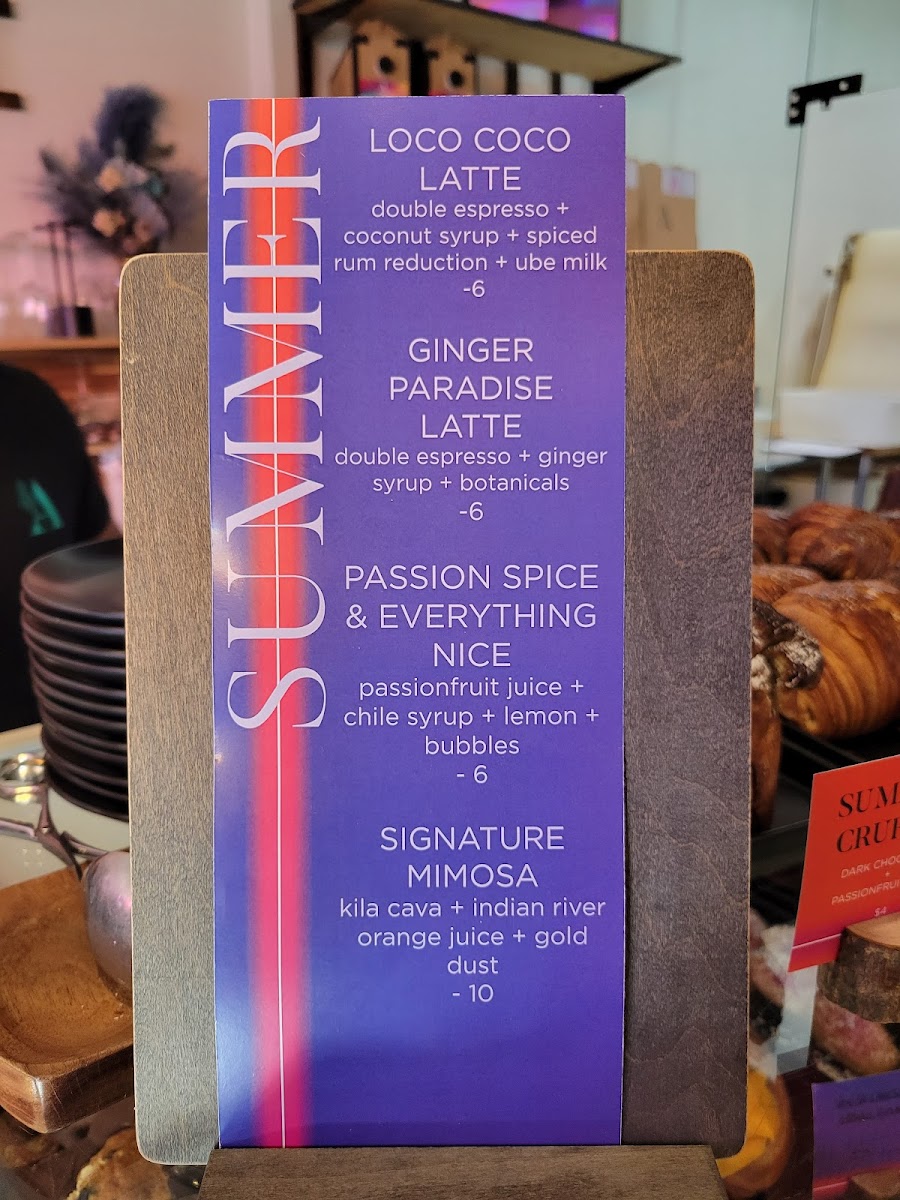 SUMMER
LOCO COCO
LATTE
double espresso +
coconut syrup + spiced
rum reduction + ube milk
-6
GINGER
PARADISE
LATTE
double espresso + ginger
syrup + botanicals
-6
PASSION SPICE
& EVERYTHING
NICE
passionfruit juice +
chile syrup + lemon +
bubbles
- 6
SIGNATURE
MIMOSA
kila cava + indian river
orange juice + gold
dust
- 10
+
$4